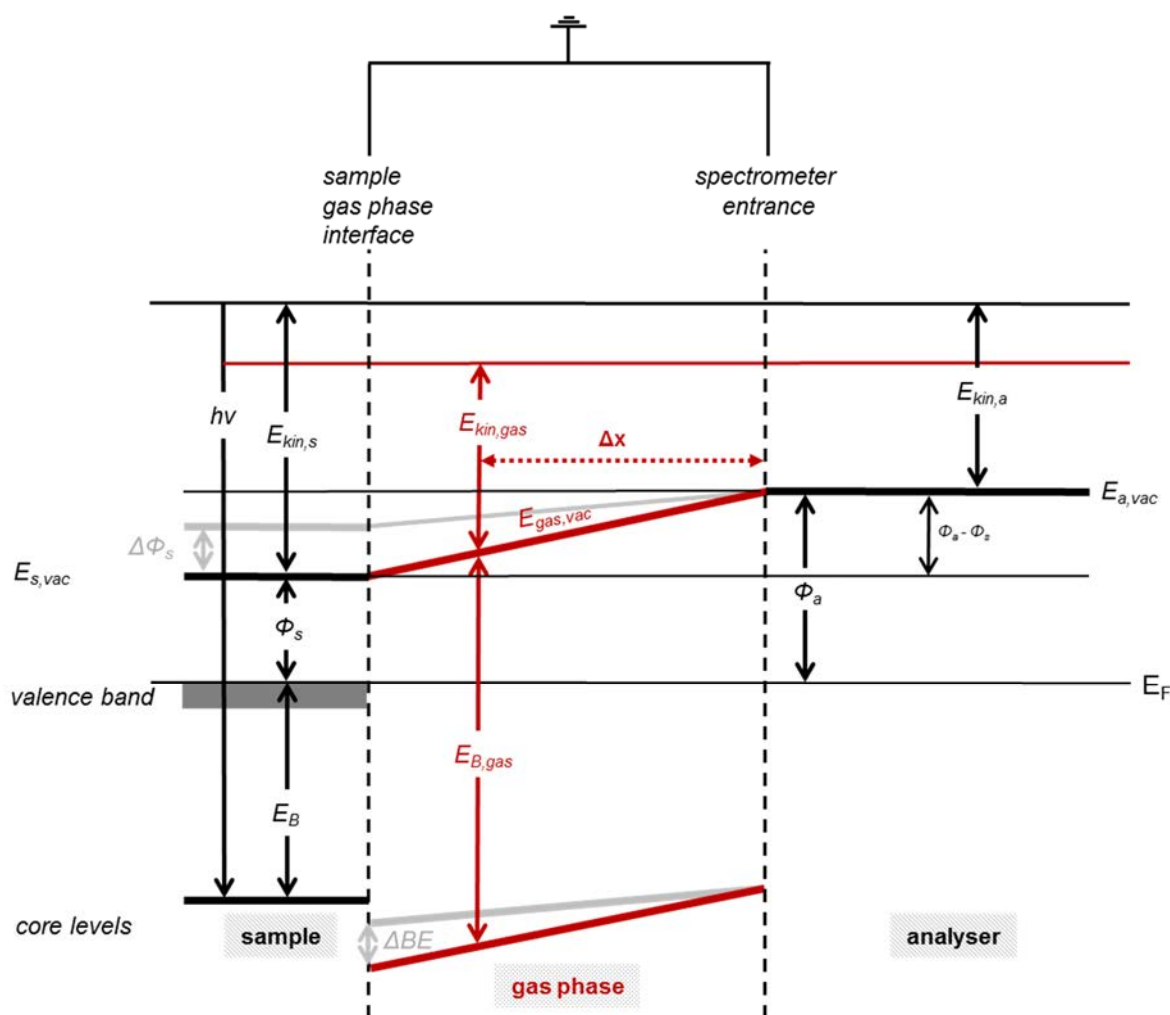 sample
gas phase
interface
spectrometer
entrance
hν
E_kin,s
E_kin,gas
Δx
E_kin,a
E_gas,vac
E_a,vac
ΔΦ_s
Φ_a - Φ_s
E_s,vac
Φ_s
Φ_a
valence band
E_F
E_B
E_B,gas
core levels
sample
ΔBE
analyser
gas phase